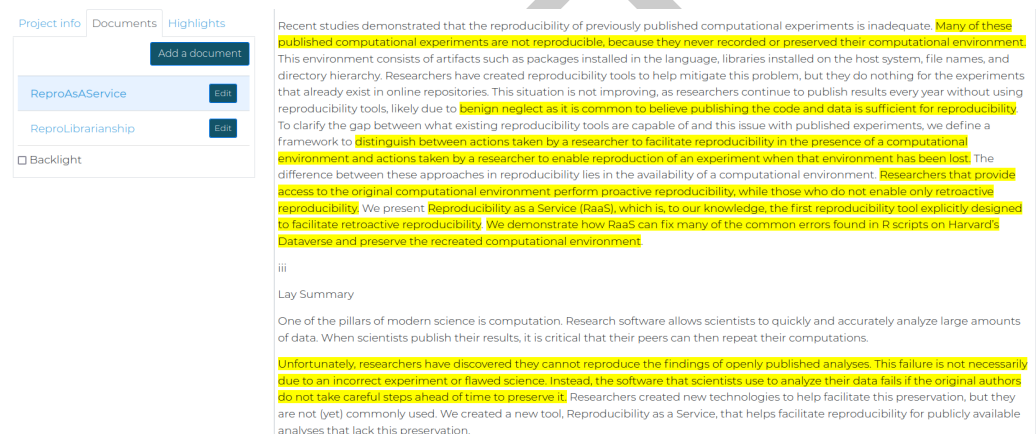 Project info Documents Highlights
Add a document
ReproAsAService Edit
ReproLibrarianship Edit
Backlight
Recent studies demonstrated that the reproducibility of previously published computational experiments is inadequate. Many of these
published computational experiments are not reproducible, because they never recorded or preserved their computational environment.
This environment consists of artifacts such as packages installed in the language, libraries installed on the host system, file names, and
directory hierarchy. Researchers have created reproducibility tools to help mitigate this problem, but they do nothing for the experiments
that already exist in online repositories. This situation is not improving, as researchers continue to publish results every year without using
reproducibility tools, likely due to benign neglect as it is common to believe publishing the code and data is sufficient for reproducibility.
To clarify the gap between what existing reproducibility tools are capable of and this issue with published experiments, we define a
framework to distinguish between actions taken by a researcher to facilitate reproducibility in the presence of a computational
environment and actions taken by a researcher to enable reproduction of an experiment when that environment has been lost. The
difference between these approaches in reproducibility lies in the availability of a computational environment. Researchers that provide
access to the original computational environment perform proactive reproducibility, while those who do not enable only retroactive
reproducibility. We present Reproducibility as a Service (RaaS), which is, to our knowledge, the first reproducibility tool explicitly designed
to facilitate retroactive reproducibility. We demonstrate how RaaS can fix many of the common errors found in R scripts on Harvard's
Dataverse and preserve the recreated computational environment.
iii
Lay Summary
One of the pillars of modern science is computation. Research software allows scientists to quickly and accurately analyze large amounts
of data. When scientists publish their results, it is critical that their peers can then repeat their computations.
Unfortunately, researchers have discovered they cannot reproduce the findings of openly published analyses. This failure is not necessarily
due to an incorrect experiment or flawed science. Instead, the software that scientists use to analyze their data fails if the original authors
do not take careful steps ahead of time to preserve it. Researchers created new technologies to help facilitate this preservation, but they
are not (yet) commonly used. We created a new tool, Reproducibility as a Service, that helps facilitate reproducibility for publicly available
analyses that lack this preservation.